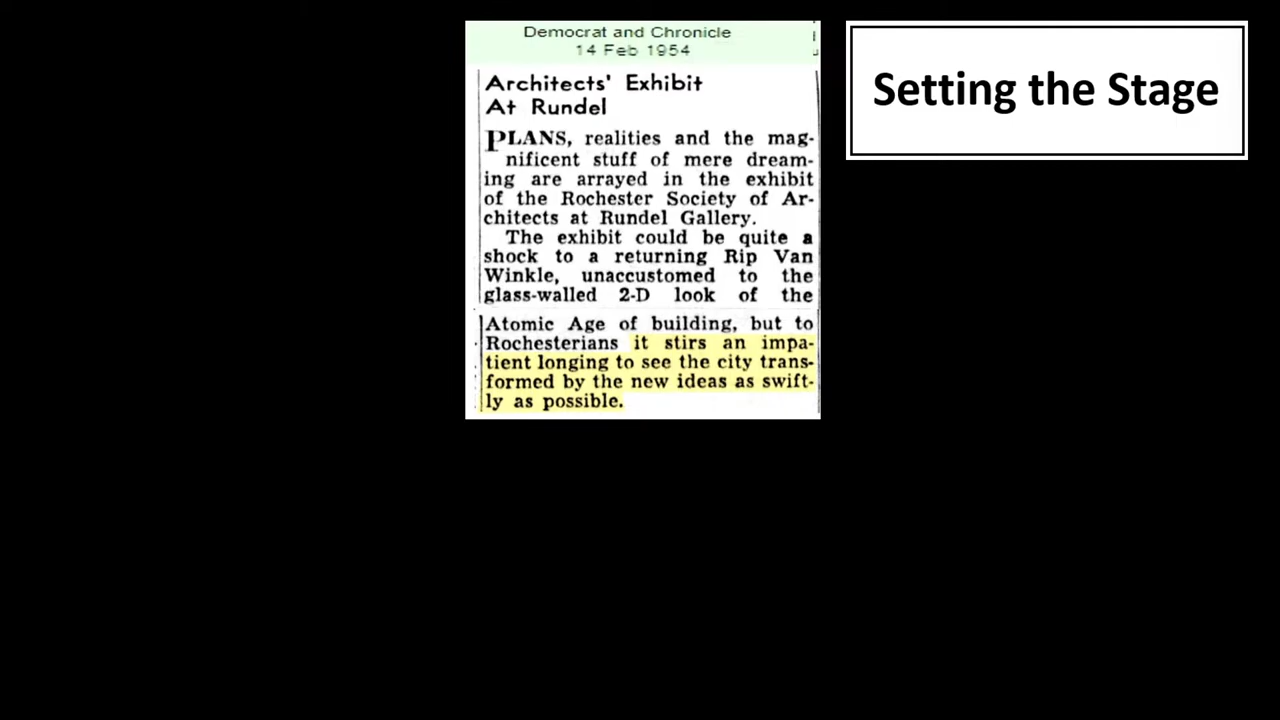 Democrat and Chronicle
14 Feb 1954
Architects' Exhibit
At Rundel
PLANS, realities and the mag-
nificent stuff of mere dream-
ing are arrayed in the exhibit
of the Rochester Society of Ar-
chitects at Rundel Gallery.
The exhibit could be quite a
shock to a returning Rip Van
Winkle, unaccustomed to the
glass-walled 2-D look of the
Atomic Age of building, but to
Rochesterians it stirs an impa-
tient longing to see the city trans-
formed by the new ideas as swift-
ly as possible.
Setting the Stage